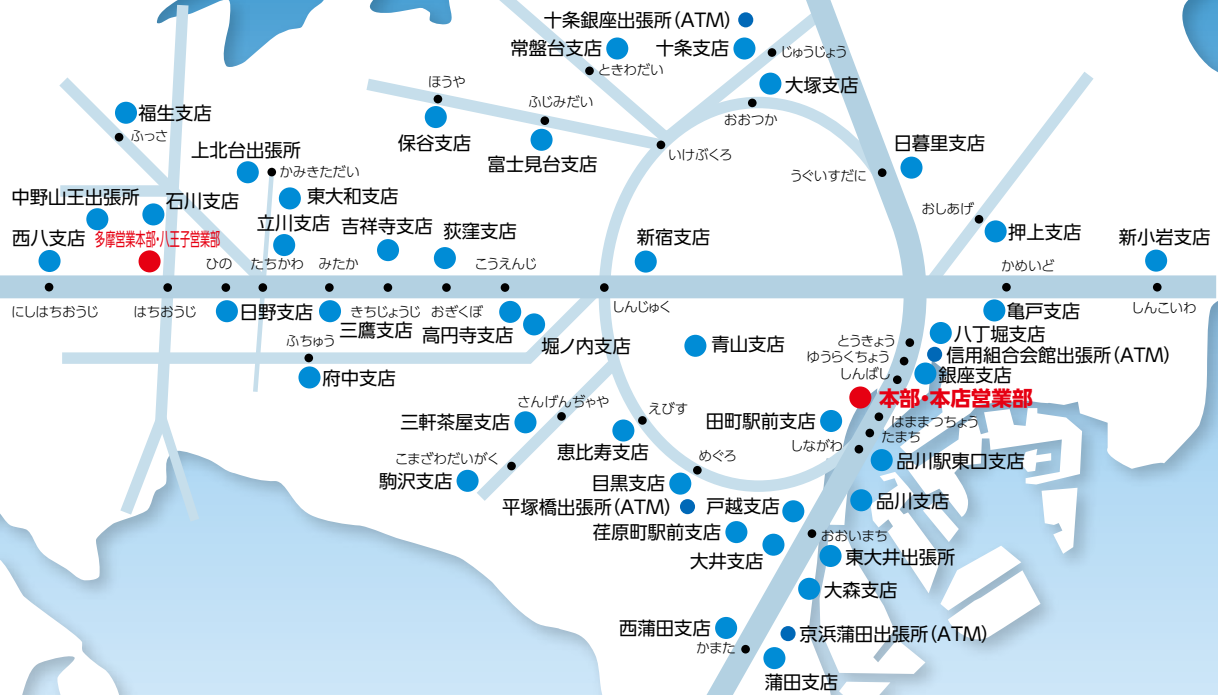 十条銀座出張所（ATM）
常盤台支店
十条支店
じゅうじょう
ときわだい
大塚支店
ほうや
ふじみだい
おおつか
福生支店
ふっさ
保谷支店
富士見台支店
いけぶくろ
日暮里支店
うぐいすだに
上北台出張所
かみきただい
中野山王出張所
石川支店
東大和支店
おしあげ
押上支店
西八支店
多摩営業本部・八王子営業部
立川支店
吉祥寺支店
荻窪支店
新宿支店
新小岩支店
ひの
たちかわ
みたか
こうえんじ
かめいど
にしはちおうじ
はちおうじ
日野支店
三鷹支店
きちじょうじ
おぎくぼ
高円寺支店
堀ノ内支店
しんじゅく
亀戸支店
しんこいわ
ふちゅう
府中支店
青山支店
とうきょう
八丁堀支店
ゆうらくちょう
信用組合会館出張所（ATM）
しんばし
銀座支店
本部・本店営業部
さんげんぢゃや
三軒茶屋支店
えびす
恵比寿支店
田町駅前支店
はままつちょう
たまち
しながわ
こまざわだいがく
駒沢支店
めぐろ
目黒支店
品川駅東口支店
平塚橋出張所（ATM）
戸越支店
品川支店
荏原町駅前支店
おおいまち
大井支店
東大井出張所
大森支店
西蒲田支店
かまた
京浜蒲田出張所（ATM）
蒲田支店